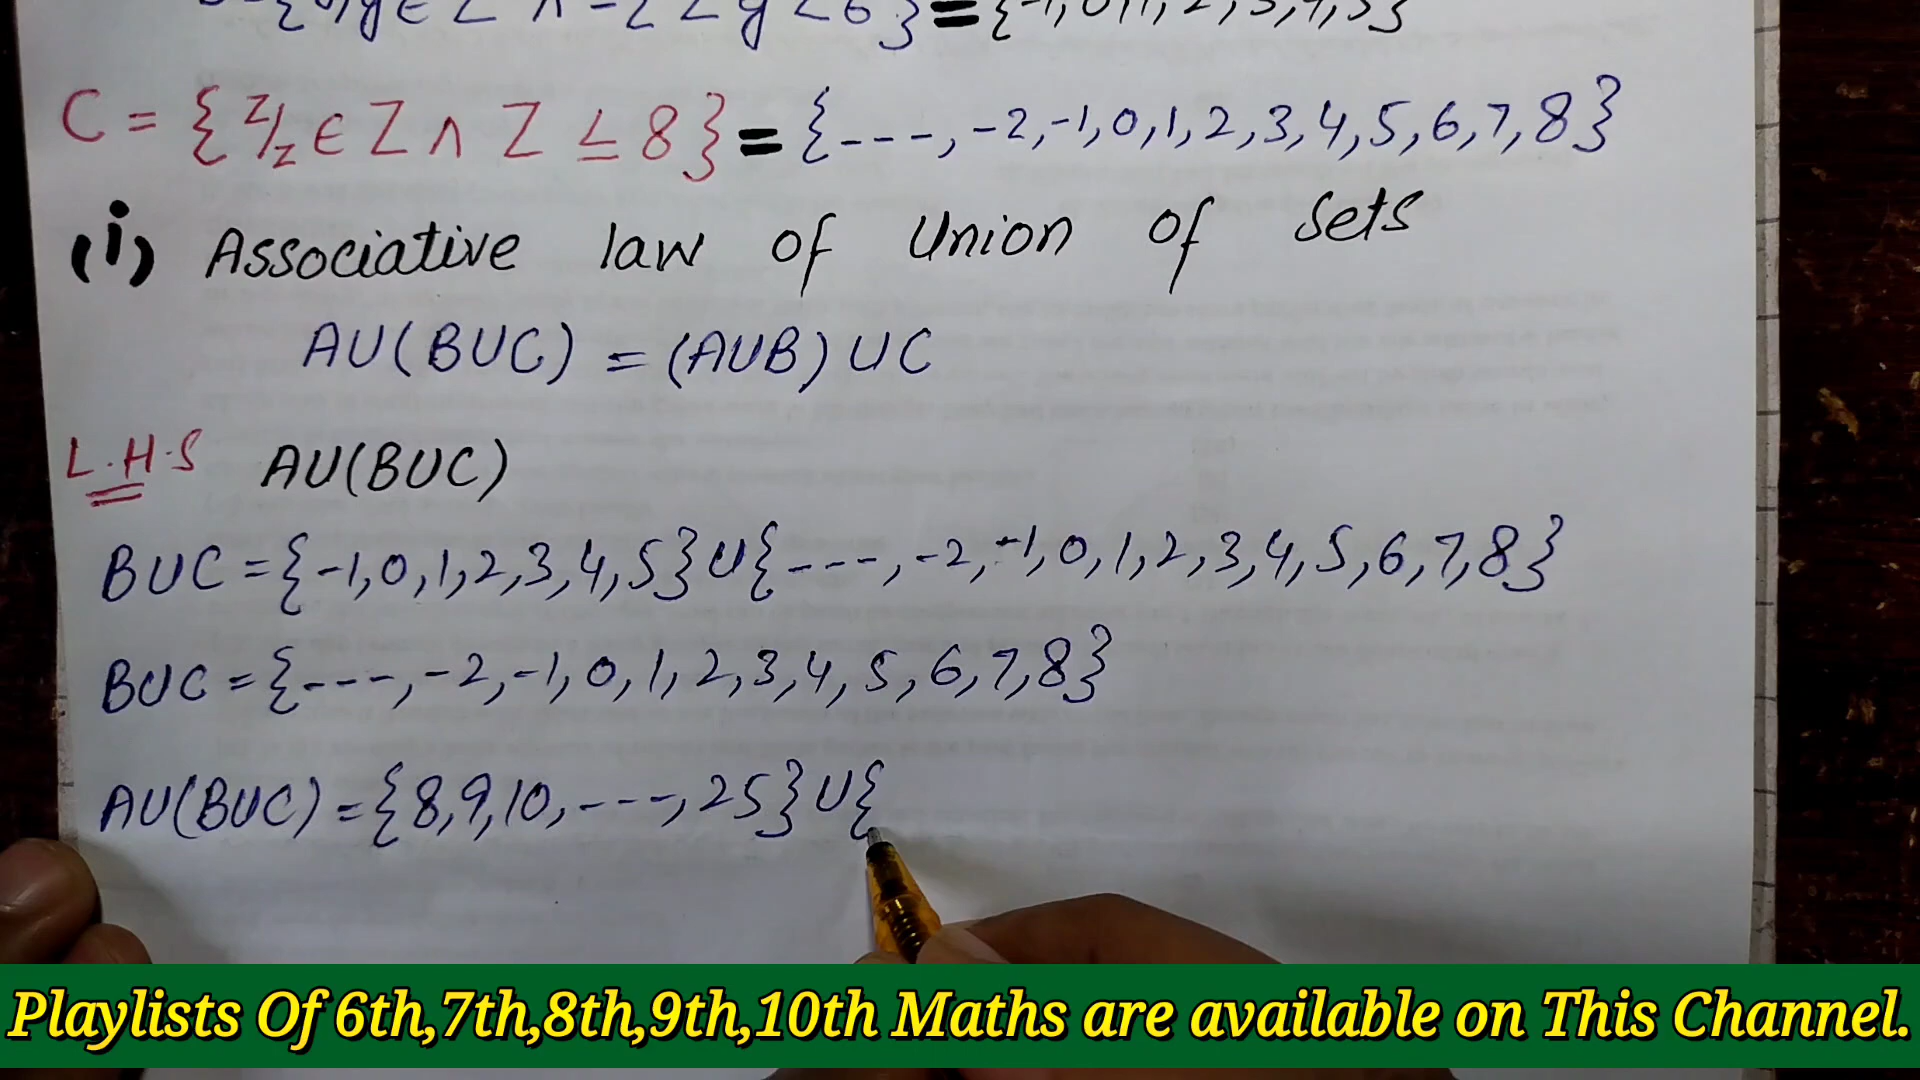 C = {Z/Z ∈ Z ∧ Z ≤ 8} = {---, -2, -1, 0, 1, 2, 3, 4, 5, 6, 7, 8}
(i) Associative law of Union of sets
AU(BUC) = (AUB) UC
L.H.S AU(BUC)
BUC = {-1, 0, 1, 2, 3, 4, 5} U {---, -2, -1, 0, 1, 2, 3, 4, 5, 6, 7, 8}
BUC = {---, -2, -1, 0, 1, 2, 3, 4, 5, 6, 7, 8}
AU(BUC) = {8, 9, 10, ---, 25} U {
Playlists Of 6th,7th,8th,9th,10th Maths are available on This Channel.